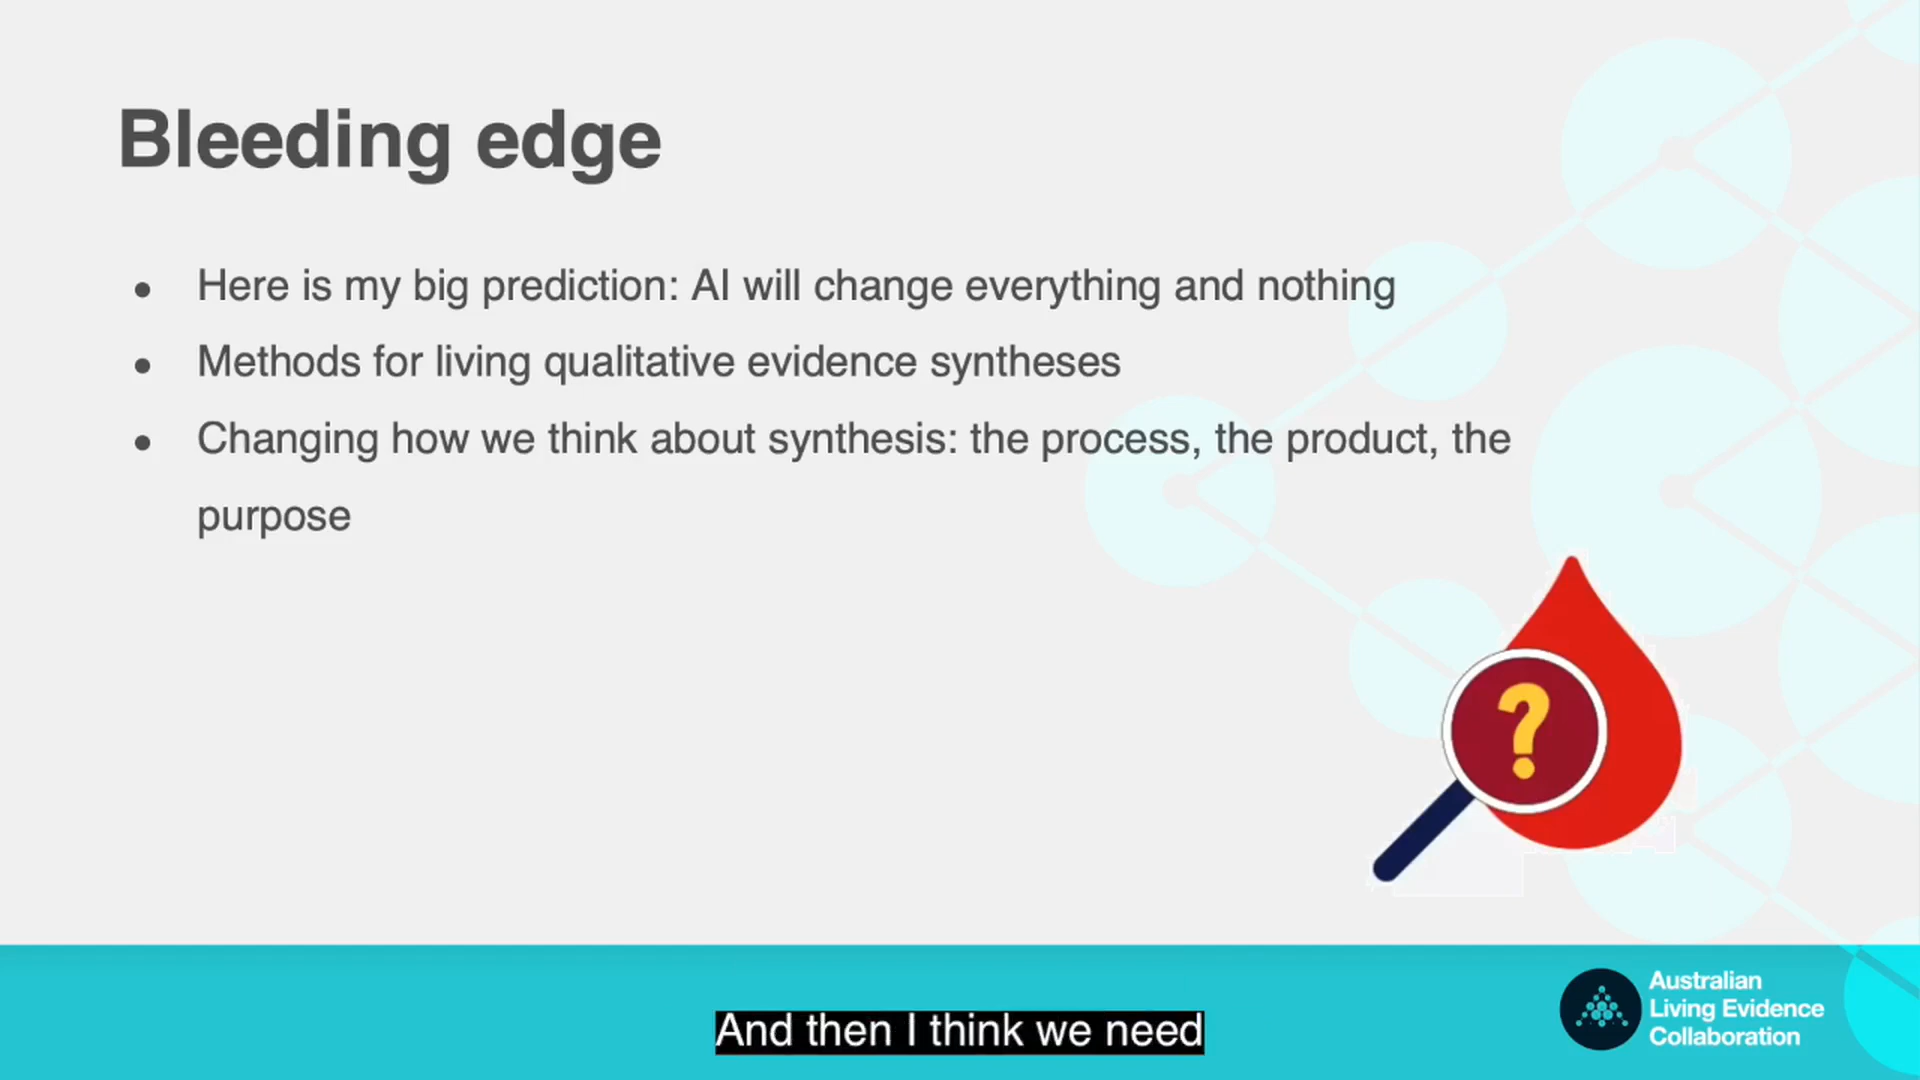 Bleeding edge
● Here is my big prediction: AI will change everything and nothing
● Methods for living qualitative evidence syntheses
● Changing how we think about synthesis: the process, the product, the
purpose
?
Australian
Living Evidence
Collaboration
And then I think we need